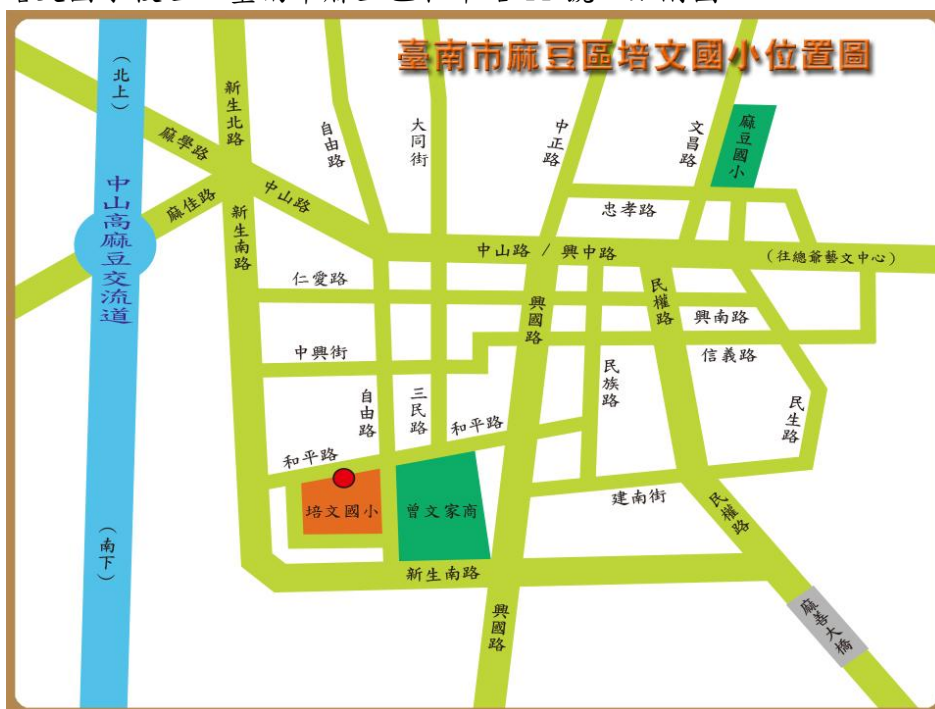 臺南市麻豆區培文國小位置圖
（北上）
新生北路
自由路
大同街
中正路
文昌路
麻豆國小
麻學路
麻佳路
中山路
忠孝路
新生南路
中山高麻豆交流道
中山路 / 興中路
（往總爺藝文中心）
仁愛路
興國路
民權路
興南路
中興街
信義路
民族路
自由路
三民路
和平路
民生路
和平路
培文國小
曾文家商
建南街
民權路
（南下）
新生南路
興國路
麻善大橋